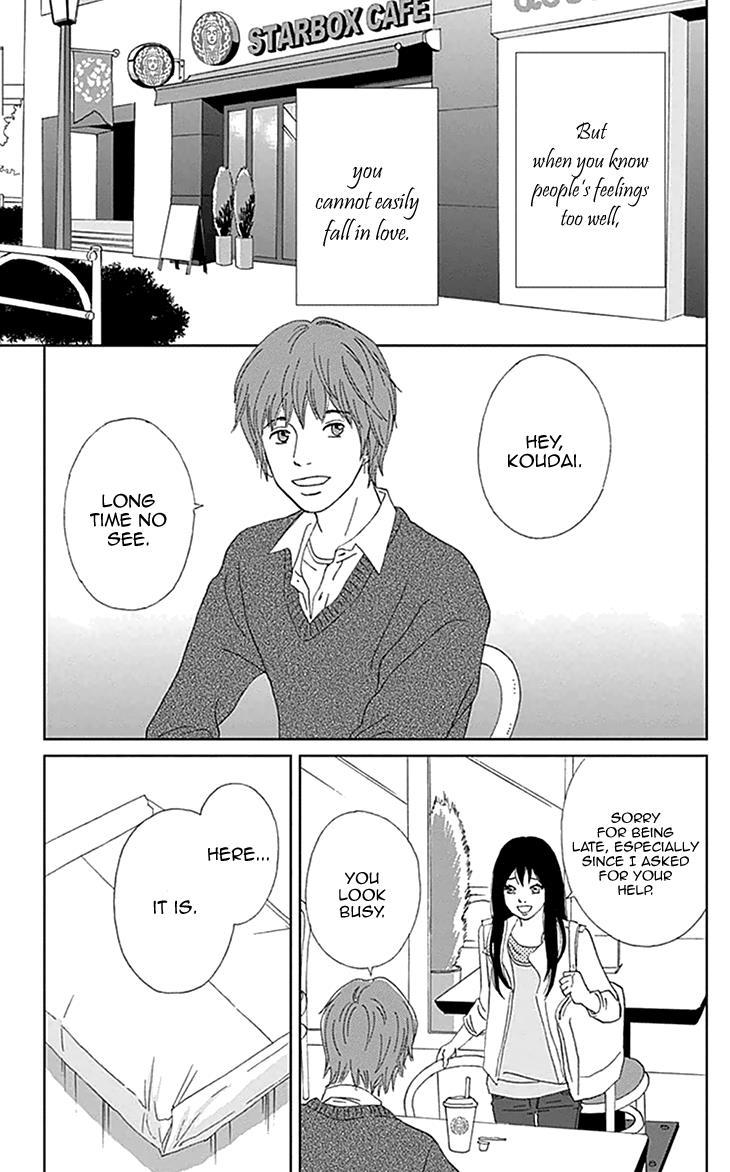 STARBOX CAFE
But
when you know
people's feelings
too well,
you
cannot easily
fall in love.
HEY,
KOUDAI.
LONG
TIME NO
SEE.
SORRY
FOR BEING
LATE, ESPECIALLY
SINCE I ASKED
FOR YOUR
HELP.
YOU
LOOK
BUSY.
HERE...
IT IS.